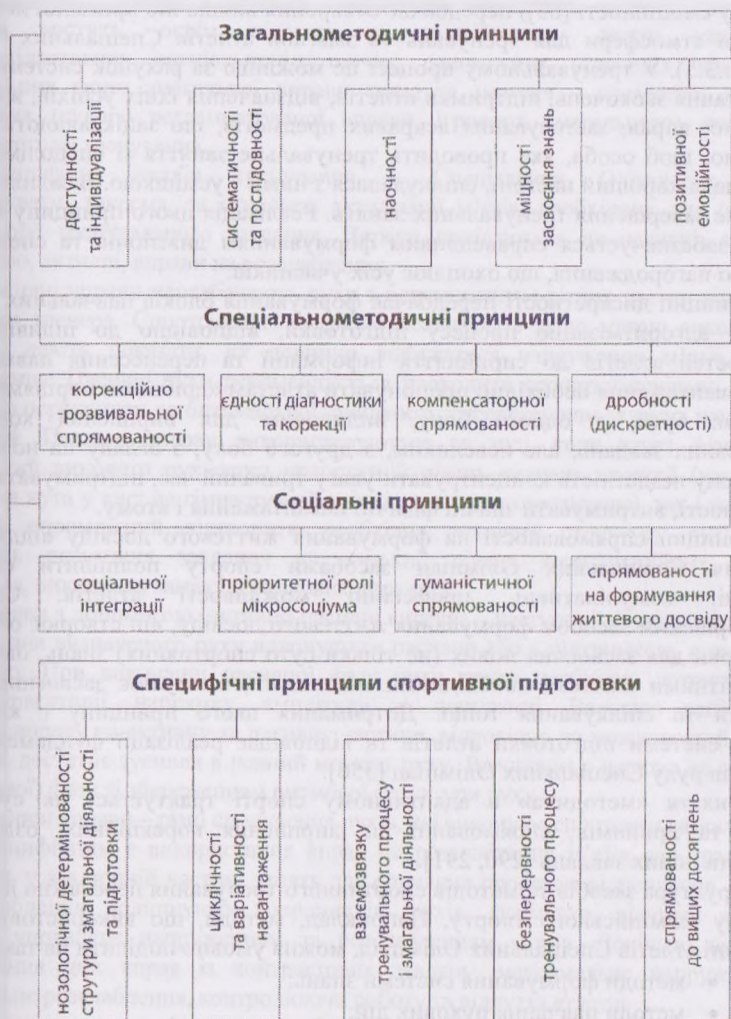 Загальнометодичні принципи
доступності
та індивідуалізації
систематичності
та послідовності
наочності
міцності
засвоєння знань
позитивної
емоційності
Спеціальнометодичні принципи
корекційно
розвивальної
спрямованості
єдності діагностики
та корекції
компенсаторної
спрямованості
дробності
(дискретності)
Соціальні принципи
соціальної
інтеграції
пріоритетної ролі
мікросоціума
гуманістичної
спрямованості
спрямованості
на формування
життєвого досвіду
Специфічні принципи спортивної підготовки
нозологічної детермінованості
структури змагальної діяльності
та підготовки
циклічності
й варіативності
навантаження
взаємозв'язку
тренувального процесу
і змагальної діяльності
безперервності
тренувального процесу
спрямованості
до вищих досягнень